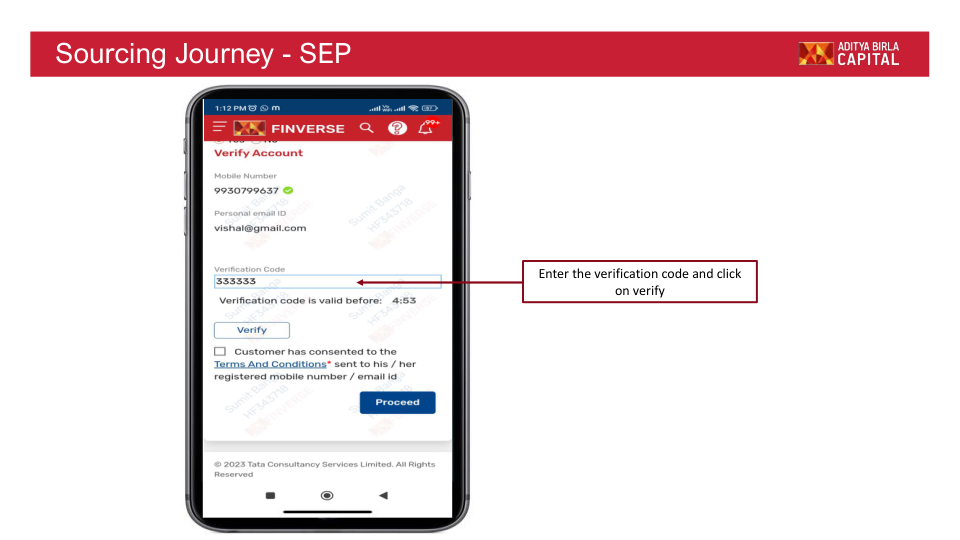 Sourcing Journey - SEP
ADITYA BIRLA
CAPITAL
1:12 PM
FINVERSE
99+
Yes No
Verify Account
Mobile Number
9930799637
Personal email ID
vishal@gmail.com
Verification Code
333333
Verification code is valid before: 4:53
Verify
Customer has consented to the
Terms And Conditions* sent to his / her
registered mobile number / email id
Proceed
© 2023 Tata Consultancy Services Limited. All Rights
Reserved
Enter the verification code and click
on verify
Sumit Banga
HF343718
FINVERSE